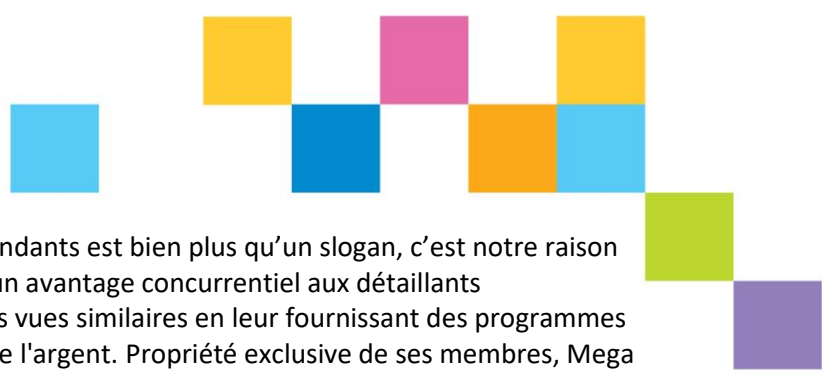 ndants est bien plus qu’un slogan, c’est notre raison
un avantage concurrentiel aux détaillants
s vues similaires en leur fournissant des programmes
e l'argent. Propriété exclusive de ses membres, Mega